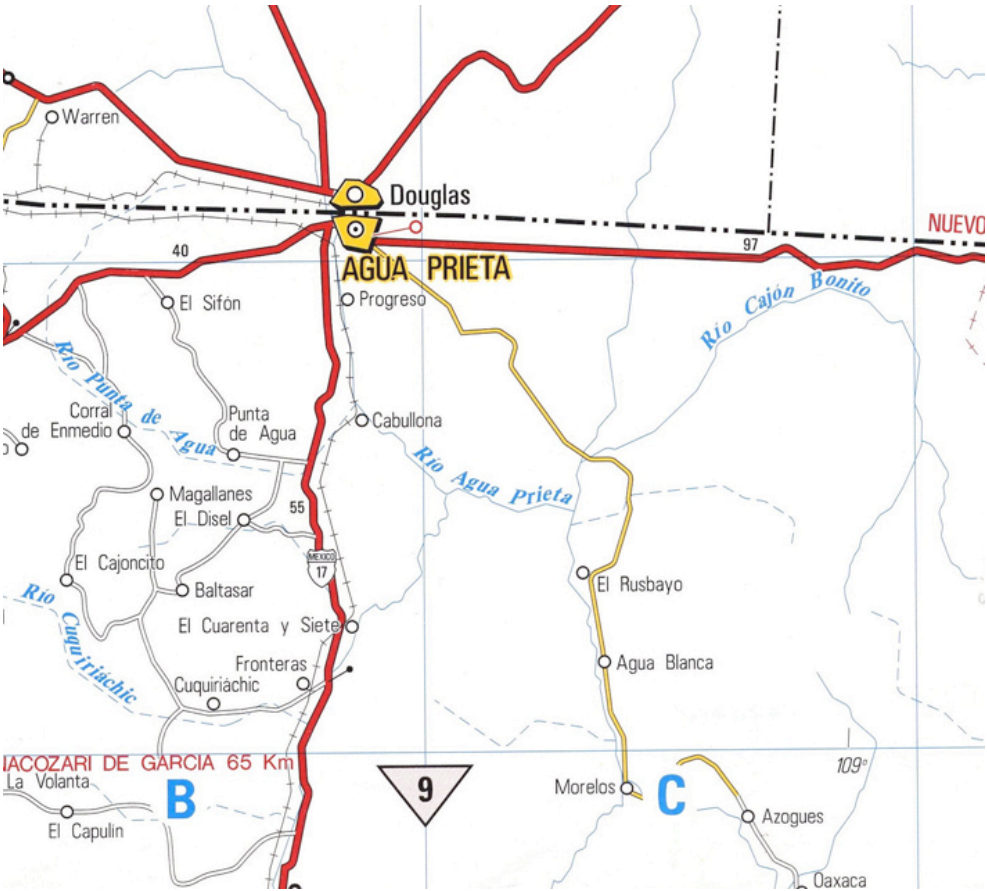 Warren
Douglas
NUEVO
97
40
AGUA PRIETA
El Sifón
Progreso
Río Cajón Bonito
Río Punta de Agua
Corral
de Enmedio
Punta
de Agua
Cabullona
Río Agua Prieta
Magallanes
El Disel
55
El Cajoncito
MEXICO
17
Baltasar
El Rusbayo
Río Cuquiriáchic
El Cuarenta y Siete
Fronteras
Agua Blanca
Cuquiriáchic
NACOZARI DE GARCIA 65 Km
109º
La Volanta
B
9
Morelos
C
El Capulin
Azogues
Oaxaca